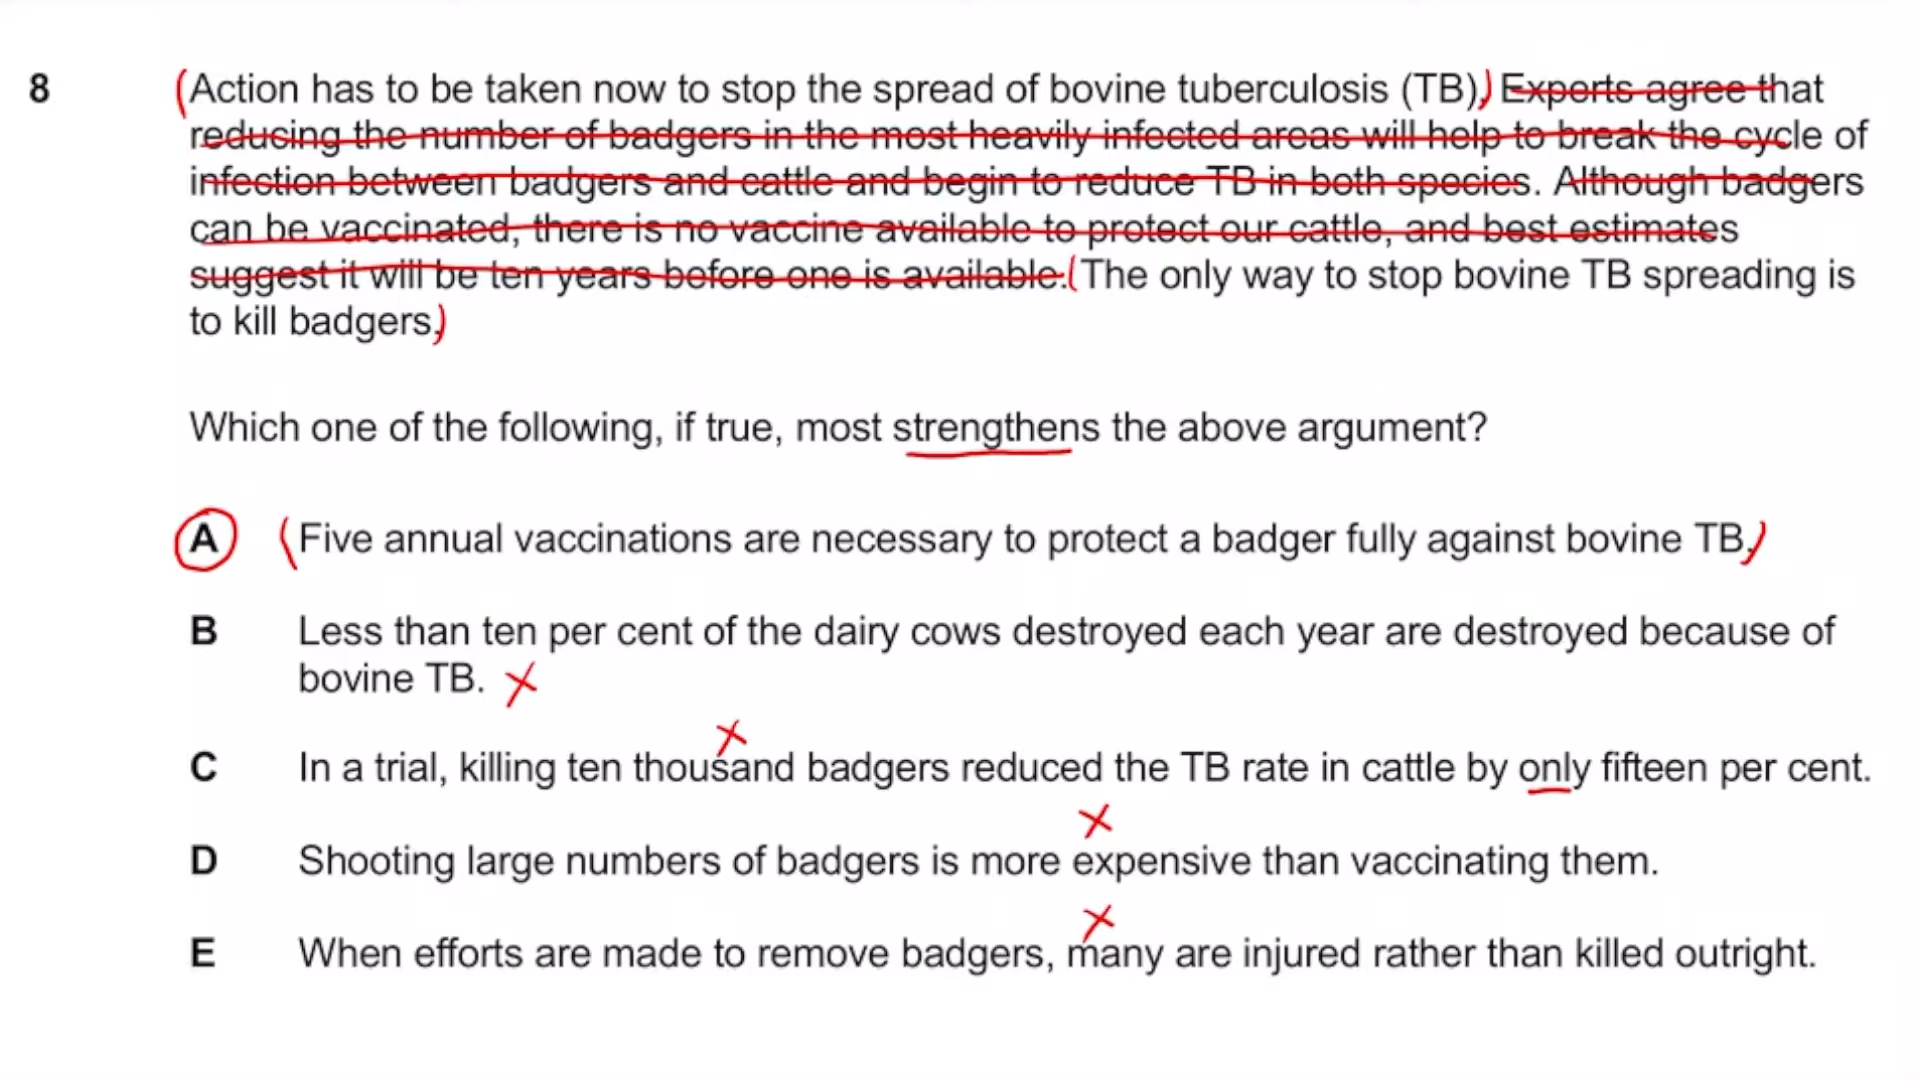 8 Action has to be taken now to stop the spread of bovine tuberculosis (TB). Experts agree that
reducing the number of badgers in the most heavily infected areas will help to break the cycle of
infection between badgers and cattle and begin to reduce TB in both species. Although badgers
can be vaccinated, there is no vaccine available to protect our cattle, and best estimates
suggest it will be ten years before one is available. The only way to stop bovine TB spreading is
to kill badgers.
Which one of the following, if true, most strengthens the above argument?
A Five annual vaccinations are necessary to protect a badger fully against bovine TB.
B Less than ten per cent of the dairy cows destroyed each year are destroyed because of
bovine TB.
C In a trial, killing ten thousand badgers reduced the TB rate in cattle by only fifteen per cent.
D Shooting large numbers of badgers is more expensive than vaccinating them.
E When efforts are made to remove badgers, many are injured rather than killed outright.